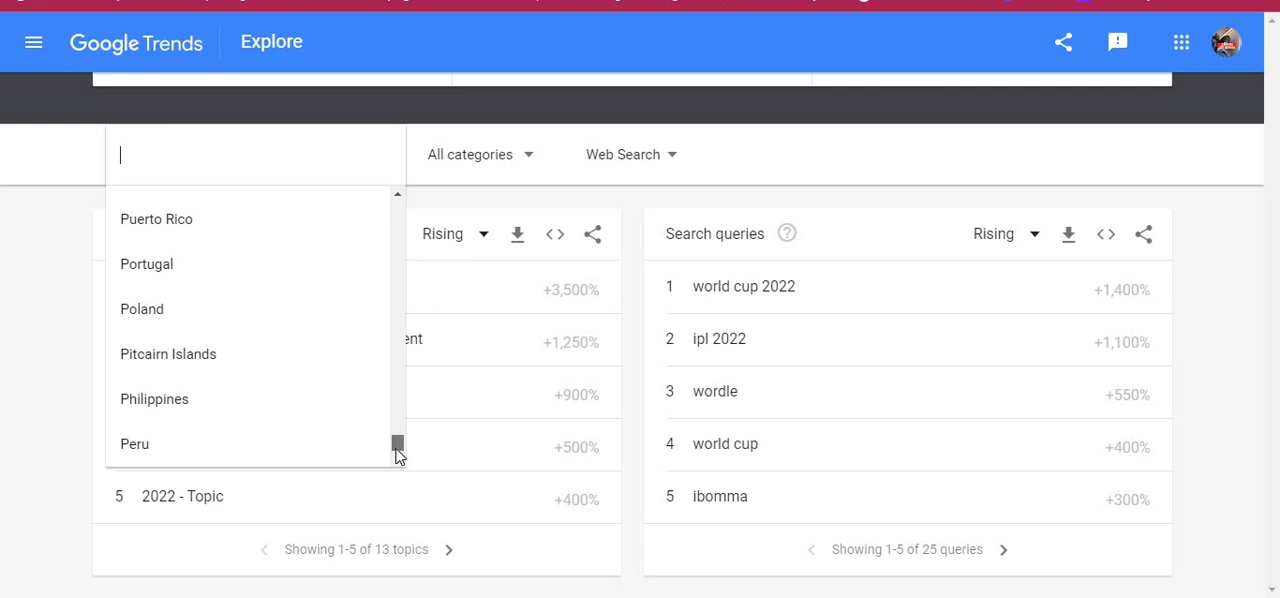 Google Trends
Explore
All categories
Web Search
Puerto Rico
Portugal
Poland
Pitcairn Islands
Philippines
Peru
Rising
+3,500%
ent
+1,250%
+900%
+500%
5 2022 - Topic +400%
Showing 1-5 of 13 topics
Search queries ? Rising
1 world cup 2022 +1,400%
2 ipl 2022 +1,100%
3 wordle +550%
4 world cup +400%
5 ibomma +300%
Showing 1-5 of 25 queries